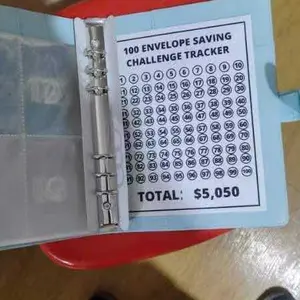 100 ENVELOPE SAVING
CHALLENGE TRACKER
1 2 3 4 5 6 7 8 9 10
11 12 13 14 15 16 17 18 19 20
21 22 23 24 25 26 27 28 29 30
31 32 33 34 35 36 37 38 39 40
41 42 43 44 45 46 47 48 49 50
51 52 53 54 55 56 57 58 59 60
61 62 63 64 65 66 67 68 69 70
71 72 73 74 75 76 77 78 79 80
81 82 83 84 85 86 87 88 89 90
91 92 93 94 95 96 97 98 99 100
TOTAL: $5,050